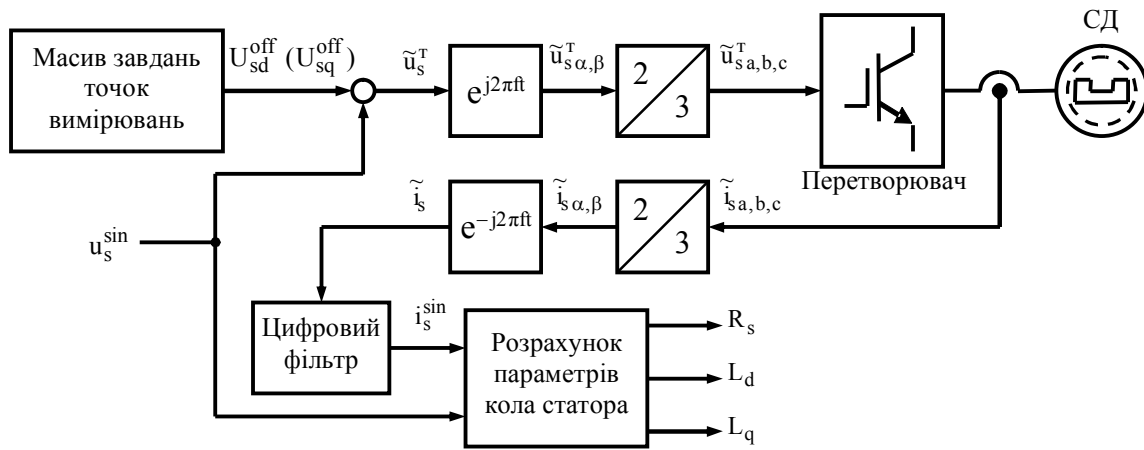 СД
Масив завдань
точок
вимірювань
U_sd^off (U_sq^off)
ũ_s^т
e^j2πft
ũ_sα,β^т
2
3
ũ_sa,b,c^т
Перетворювач
ĩ_s
e^−j2πft
ĩ_sα,β
2
3
ĩ_sa,b,c
u_s^sin
Цифровий
фільтр
i_s^sin
Розрахунок
параметрів
кола статора
R_s
L_d
L_q